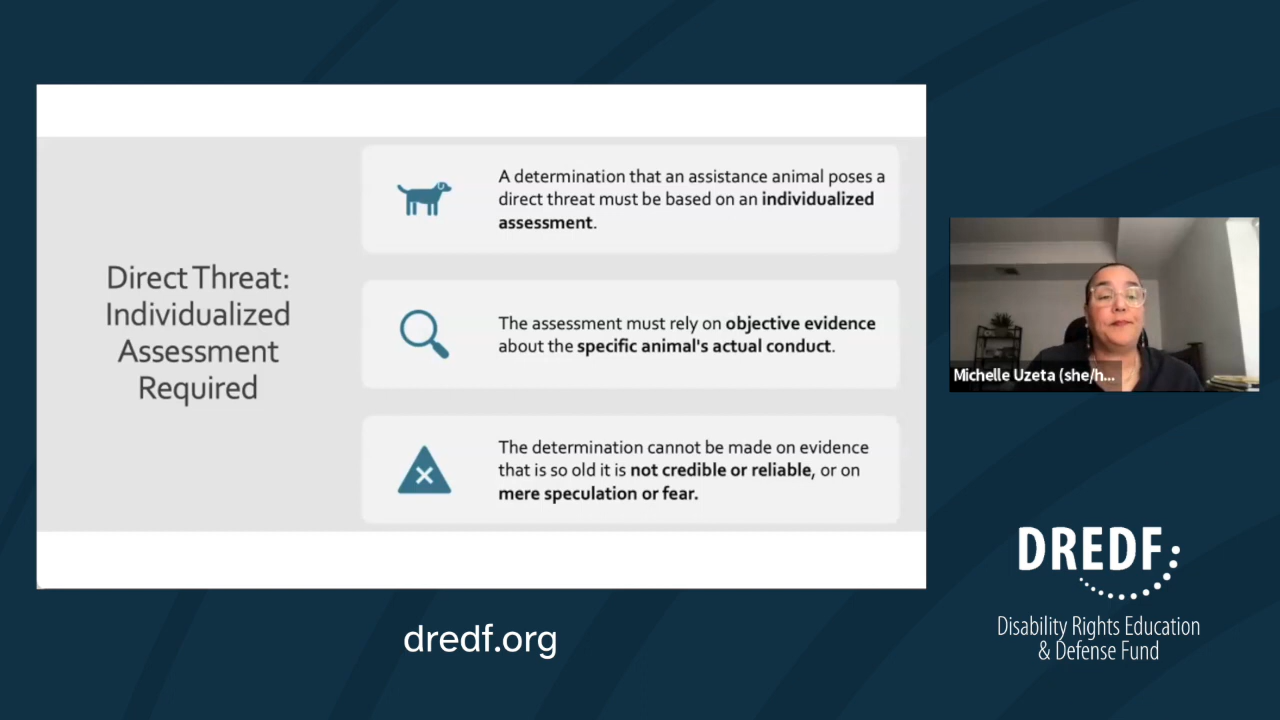 Direct Threat:
Individualized
Assessment
Required
A determination that an assistance animal poses a
direct threat must be based on an individualized
assessment.
The assessment must rely on objective evidence
about the specific animal's actual conduct.
The determination cannot be made on evidence
that is so old it is not credible or reliable, or on
mere speculation or fear.
Michelle Uzeta (she/h...
dredf.org
DREDF
Disability Rights Education
& Defense Fund